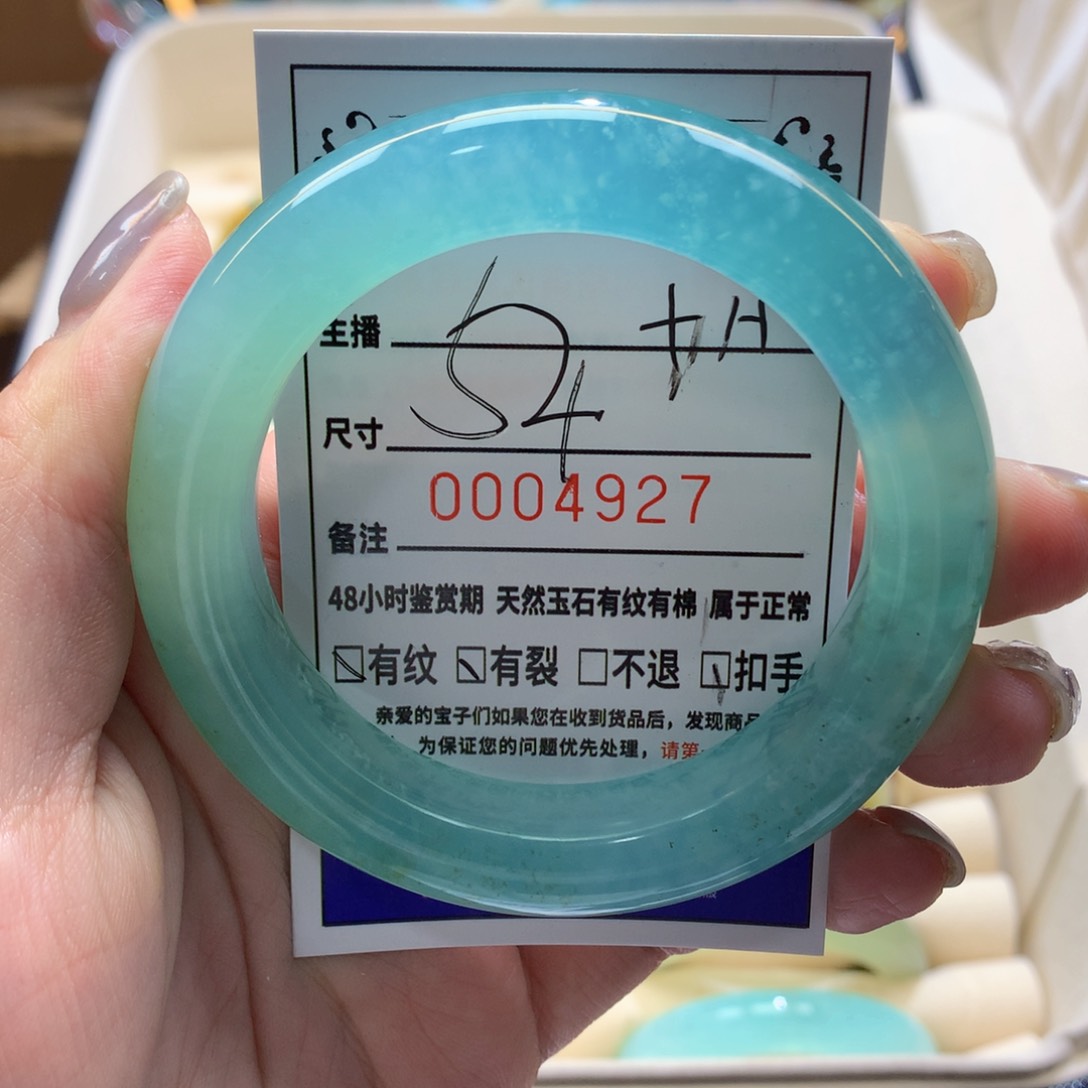 主播
尺寸 54
0004927
备注
48小时鉴赏期 天然玉石有纹有棉 属于正常
有纹 有裂 不退 扣手
亲爱的宝子们如果您在收到货品后，发现商品
为保证您的问题优先处理，请第一